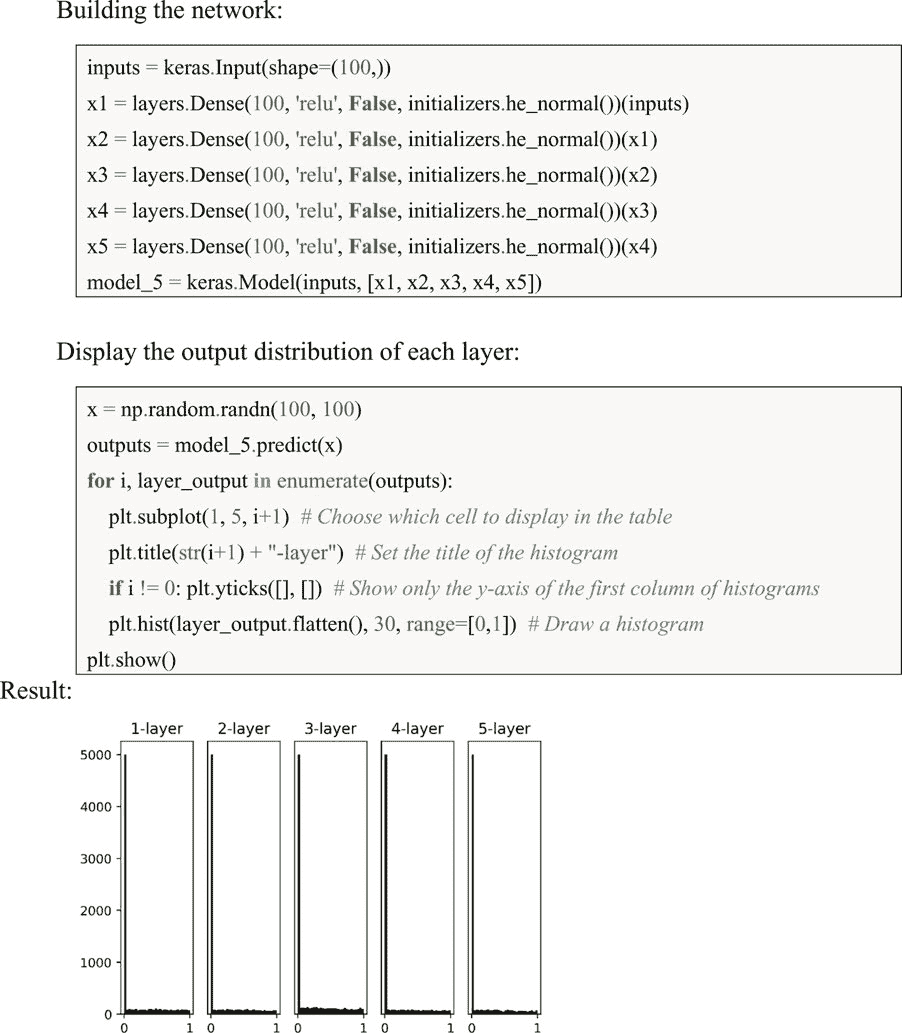 Building the network:
inputs = keras.Input(shape=(100,))
x1 = layers.Dense(100, 'relu', False, initializers.he_normal())(inputs)
x2 = layers.Dense(100, 'relu', False, initializers.he_normal())(x1)
x3 = layers.Dense(100, 'relu', False, initializers.he_normal())(x2)
x4 = layers.Dense(100, 'relu', False, initializers.he_normal())(x3)
x5 = layers.Dense(100, 'relu', False, initializers.he_normal())(x4)
model_5 = keras.Model(inputs, [x1, x2, x3, x4, x5])
Display the output distribution of each layer:
x = np.random.randn(100, 100)
outputs = model_5.predict(x)
for i, layer_output in enumerate(outputs):
plt.subplot(1, 5, i+1) # Choose which cell to display in the table
plt.title(str(i+1) + "-layer") # Set the title of the histogram
if i != 0: plt.yticks([], []) # Show only the y-axis of the first column of histograms
plt.hist(layer_output.flatten(), 30, range=[0,1]) # Draw a histogram
plt.show()
Result:
1-layer 2-layer 3-layer 4-layer 5-layer
5000
4000
3000
2000
1000
0
0 1 0 1 0 1 0 1 0 1